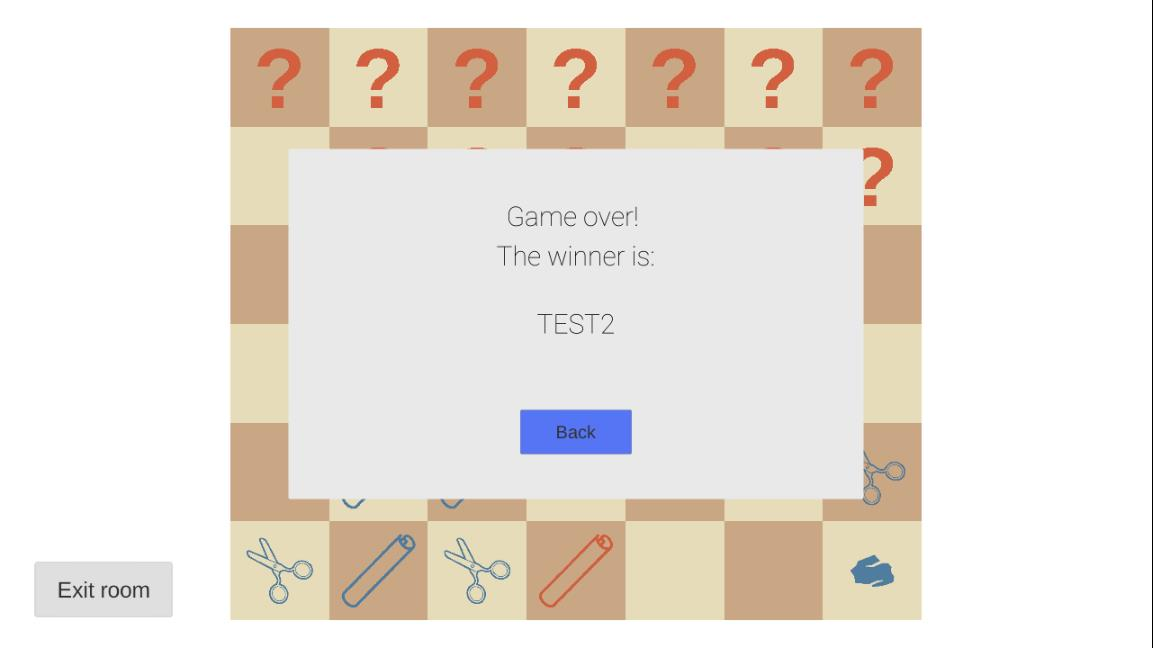 ? ? ? ? ? ? ?
?
Game over!
The winner is:
TEST2
Back
Exit room